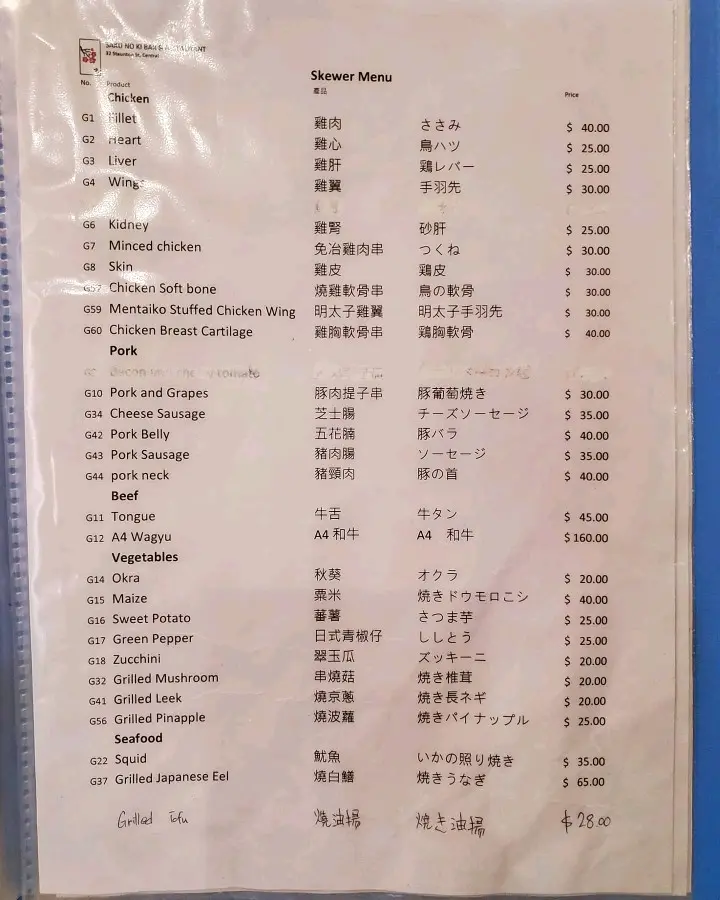 SAKU NO KI BAR & RESTAURANT
32 Staunton St, Central
Skewer Menu
No. Product 產品 Price
Chicken
G1 Fillet 雞肉 ささみ $ 40.00
G2 Heart 雞心 鳥ハツ $ 25.00
G3 Liver 雞肝 鶏レバー $ 25.00
G4 Wings 雞翼 手羽先 $ 30.00
G6 Kidney 雞腎 砂肝 $ 25.00
G7 Minced chicken 免冶雞肉串 つくね $ 30.00
G8 Skin 雞皮 鶏皮 $ 30.00
G57 Chicken Soft bone 燒雞軟骨串 鳥の軟骨 $ 30.00
G59 Mentaiko Stuffed Chicken Wing 明太子雞翼 明太子手羽先 $ 30.00
G60 Chicken Breast Cartilage 雞胸軟骨串 鶏胸軟骨 $ 40.00
Pork
G10 Pork and Grapes 豚肉提子串 豚葡萄焼き $ 30.00
G34 Cheese Sausage 芝士腸 チーズソーセージ $ 35.00
G42 Pork Belly 五花腩 豚バラ $ 40.00
G43 Pork Sausage 豬肉腸 ソーセージ $ 35.00
G44 pork neck 豬頸肉 豚の首 $ 40.00
Beef
G11 Tongue 牛舌 牛タン $ 45.00
G12 A4 Wagyu A4 和牛 A4 和牛 $ 160.00
Vegetables
G14 Okra 秋葵 オクラ $ 20.00
G15 Maize 粟米 焼きドウモロこシ $ 40.00
G16 Sweet Potato 蕃薯 さつま芋 $ 25.00
G17 Green Pepper 日式青椒仔 ししとう $ 25.00
G18 Zucchini 翠玉瓜 ズッキーニ $ 20.00
G32 Grilled Mushroom 串燒菇 焼き椎茸 $ 20.00
G41 Grilled Leek 燒京蔥 焼き長ネギ $ 20.00
G56 Grilled Pinapple 燒波蘿 焼きパイナップル $ 25.00
Seafood
G22 Squid 魷魚 いかの照り焼き $ 35.00
G37 Grilled Japanese Eel 燒白鱔 焼きうなぎ $ 65.00
Grilled Tofu 燒油揚 焼き油揚 $ 28.00